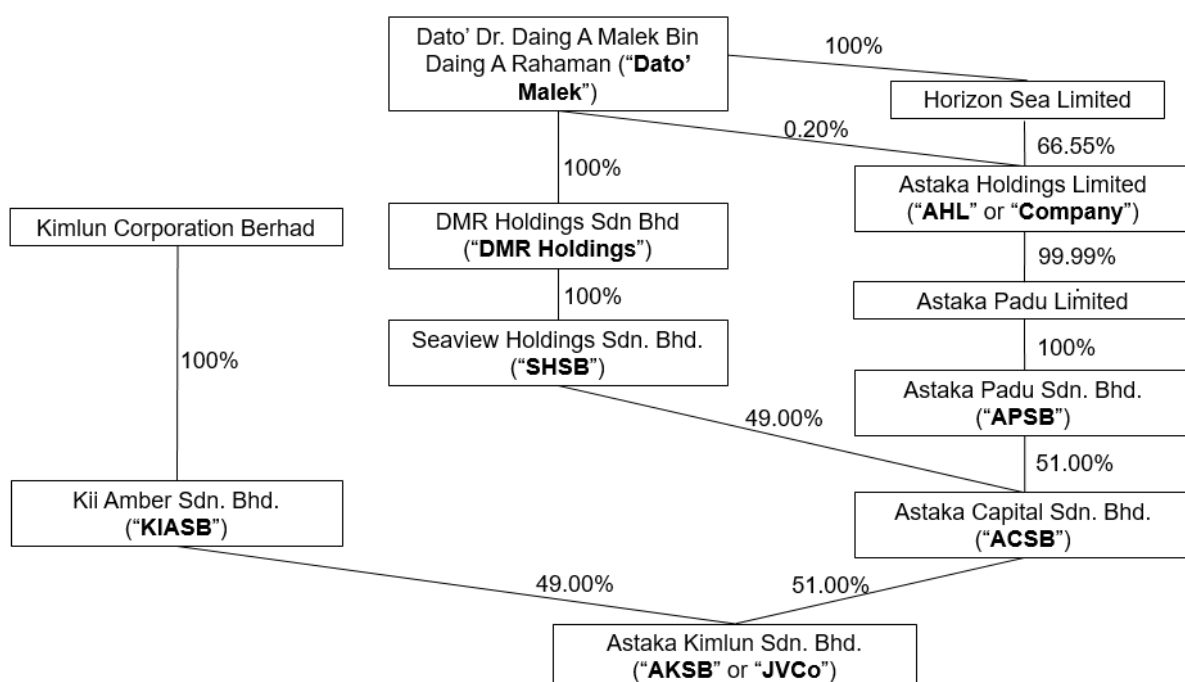 Dato’ Dr. Daing A Malek Bin
Daing A Rahaman (“Dato’
Malek”)
100%
Horizon Sea Limited
0.20%
66.55%
100%
Astaka Holdings Limited
(“AHL” or “Company”)
Kimlun Corporation Berhad
DMR Holdings Sdn Bhd
(“DMR Holdings”)
99.99%
100%
Astaka Padu Limited
Seaview Holdings Sdn. Bhd.
(“SHSB”)
100%
100%
Astaka Padu Sdn. Bhd.
(“APSB”)
49.00%
51.00%
Kii Amber Sdn. Bhd.
(“KIASB”)
Astaka Capital Sdn. Bhd.
(“ACSB”)
49.00%
51.00%
Astaka Kimlun Sdn. Bhd.
(“AKSB” or “JVCo”)